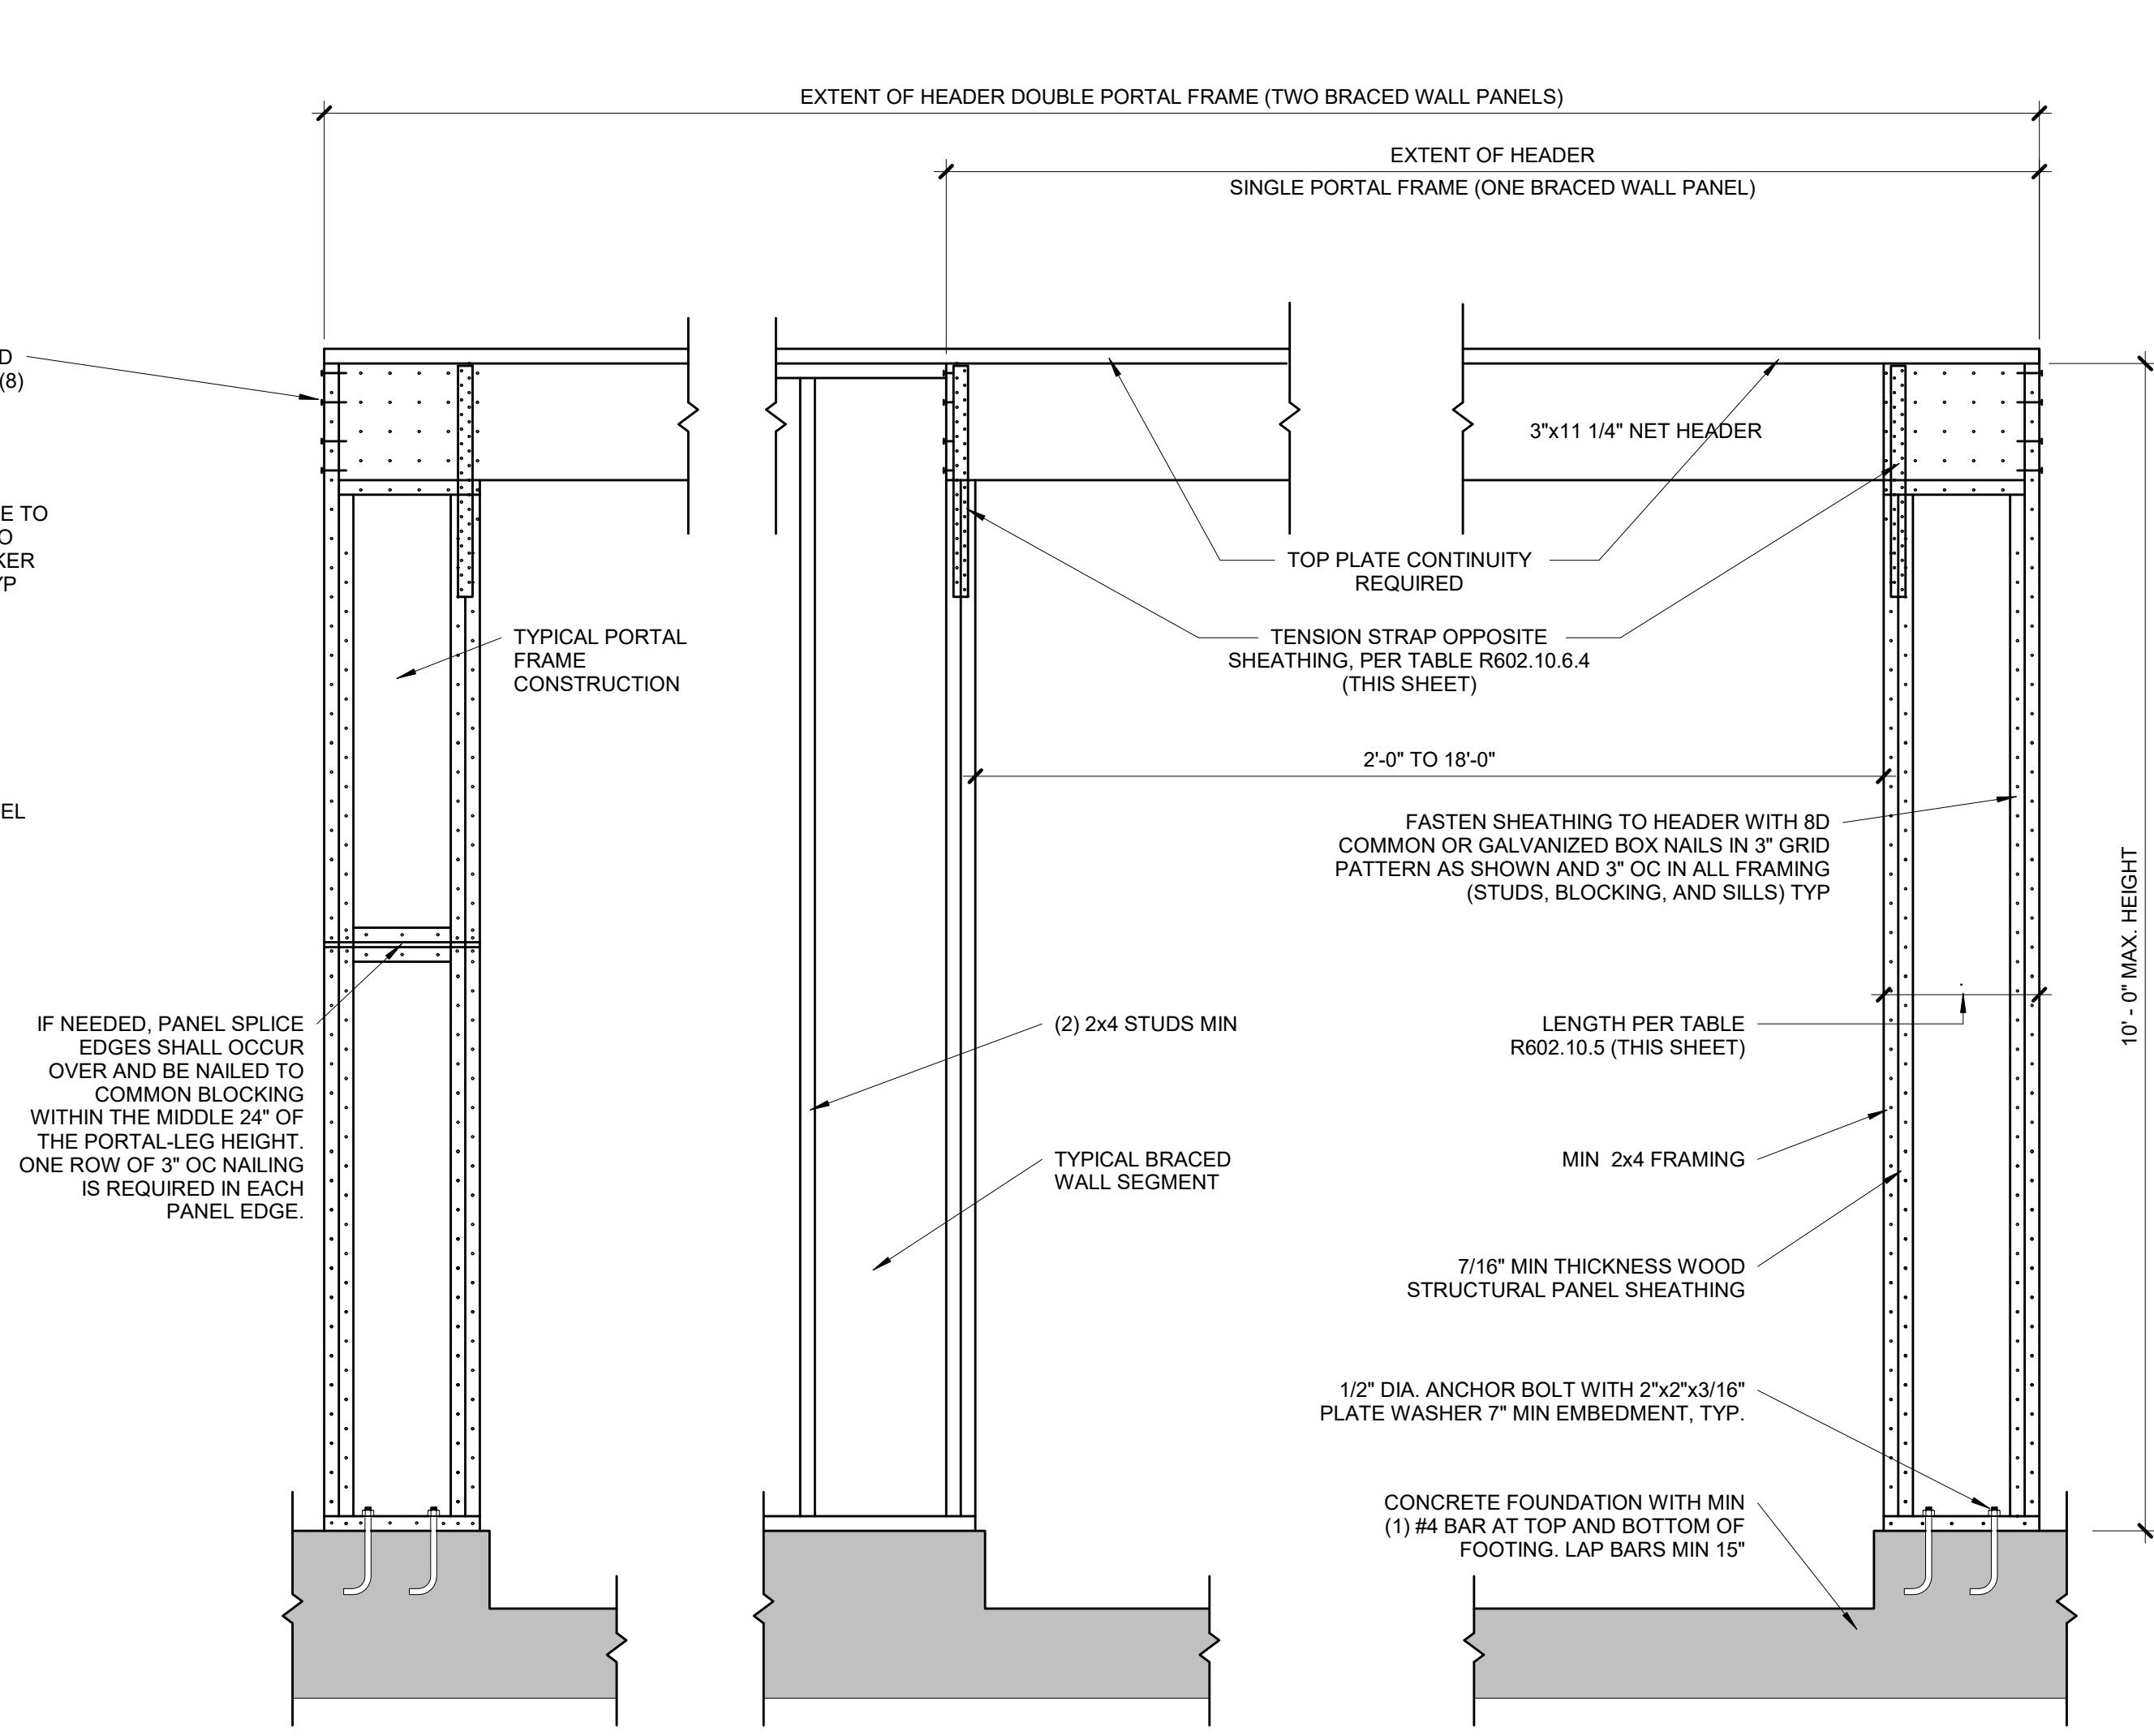 EXTENT OF HEADER DOUBLE PORTAL FRAME (TWO BRACED WALL PANELS)
EXTENT OF HEADER
SINGLE PORTAL FRAME (ONE BRACED WALL PANEL)
D
(8)
3"x11 1/4" NET HEADER
E TO
O
KER
YP
TOP PLATE CONTINUITY
REQUIRED
TYPICAL PORTAL
FRAME
CONSTRUCTION
TENSION STRAP OPPOSITE
SHEATHING, PER TABLE R602.10.6.4
(THIS SHEET)
2'-0" TO 18'-0"
EL
FASTEN SHEATHING TO HEADER WITH 8D
COMMON OR GALVANIZED BOX NAILS IN 3" GRID
PATTERN AS SHOWN AND 3" OC IN ALL FRAMING
(STUDS, BLOCKING, AND SILLS) TYP
10' - 0" MAX. HEIGHT
IF NEEDED, PANEL SPLICE
EDGES SHALL OCCUR
OVER AND BE NAILED TO
COMMON BLOCKING
WITHIN THE MIDDLE 24" OF
THE PORTAL-LEG HEIGHT.
ONE ROW OF 3" OC NAILING
IS REQUIRED IN EACH
PANEL EDGE.
(2) 2x4 STUDS MIN
LENGTH PER TABLE
R602.10.5 (THIS SHEET)
TYPICAL BRACED
WALL SEGMENT
MIN  2x4 FRAMING
7/16" MIN THICKNESS WOOD
STRUCTURAL PANEL SHEATHING
1/2" DIA. ANCHOR BOLT WITH 2"x2"x3/16"
PLATE WASHER 7" MIN EMBEDMENT, TYP.
CONCRETE FOUNDATION WITH MIN
(1) #4 BAR AT TOP AND BOTTOM OF
FOOTING. LAP BARS MIN 15"